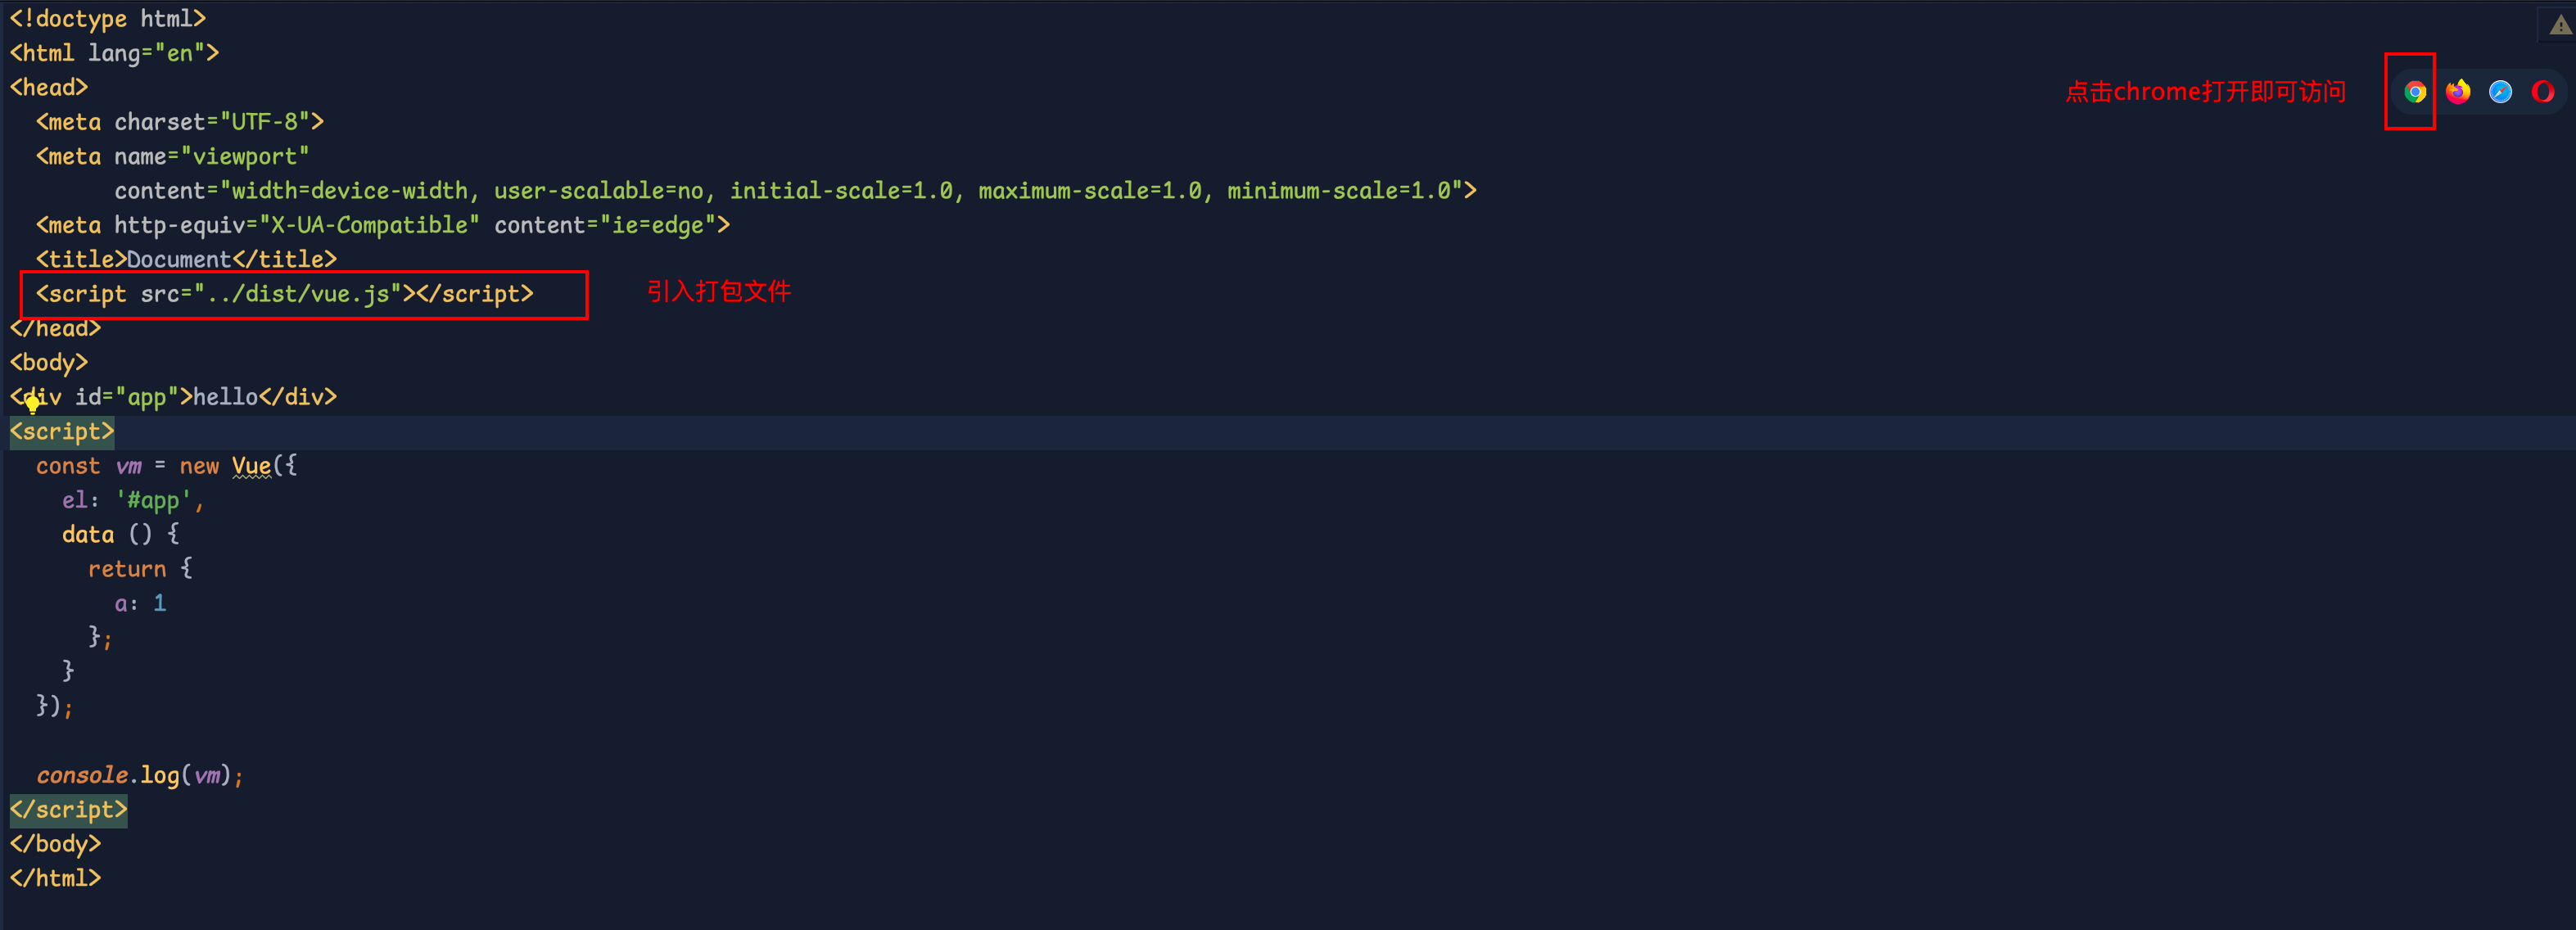 <!doctype html>
<html lang="en">
<head>
  <meta charset="UTF-8">
  <meta name="viewport"
        content="width=device-width, user-scalable=no, initial-scale=1.0, maximum-scale=1.0, minimum-scale=1.0">
  <meta http-equiv="X-UA-Compatible" content="ie=edge">
  <title>Document</title>
  <script src="../dist/vue.js"></script>
</head>
<body>
<div id="app">hello</div>
<script>
  const vm = new Vue({
    el: '#app',
    data () {
      return {
        a: 1
      };
    }
  });

  console.log(vm);
</script>
</body>
</html>
点击chrome打开即可访问
引入打包文件